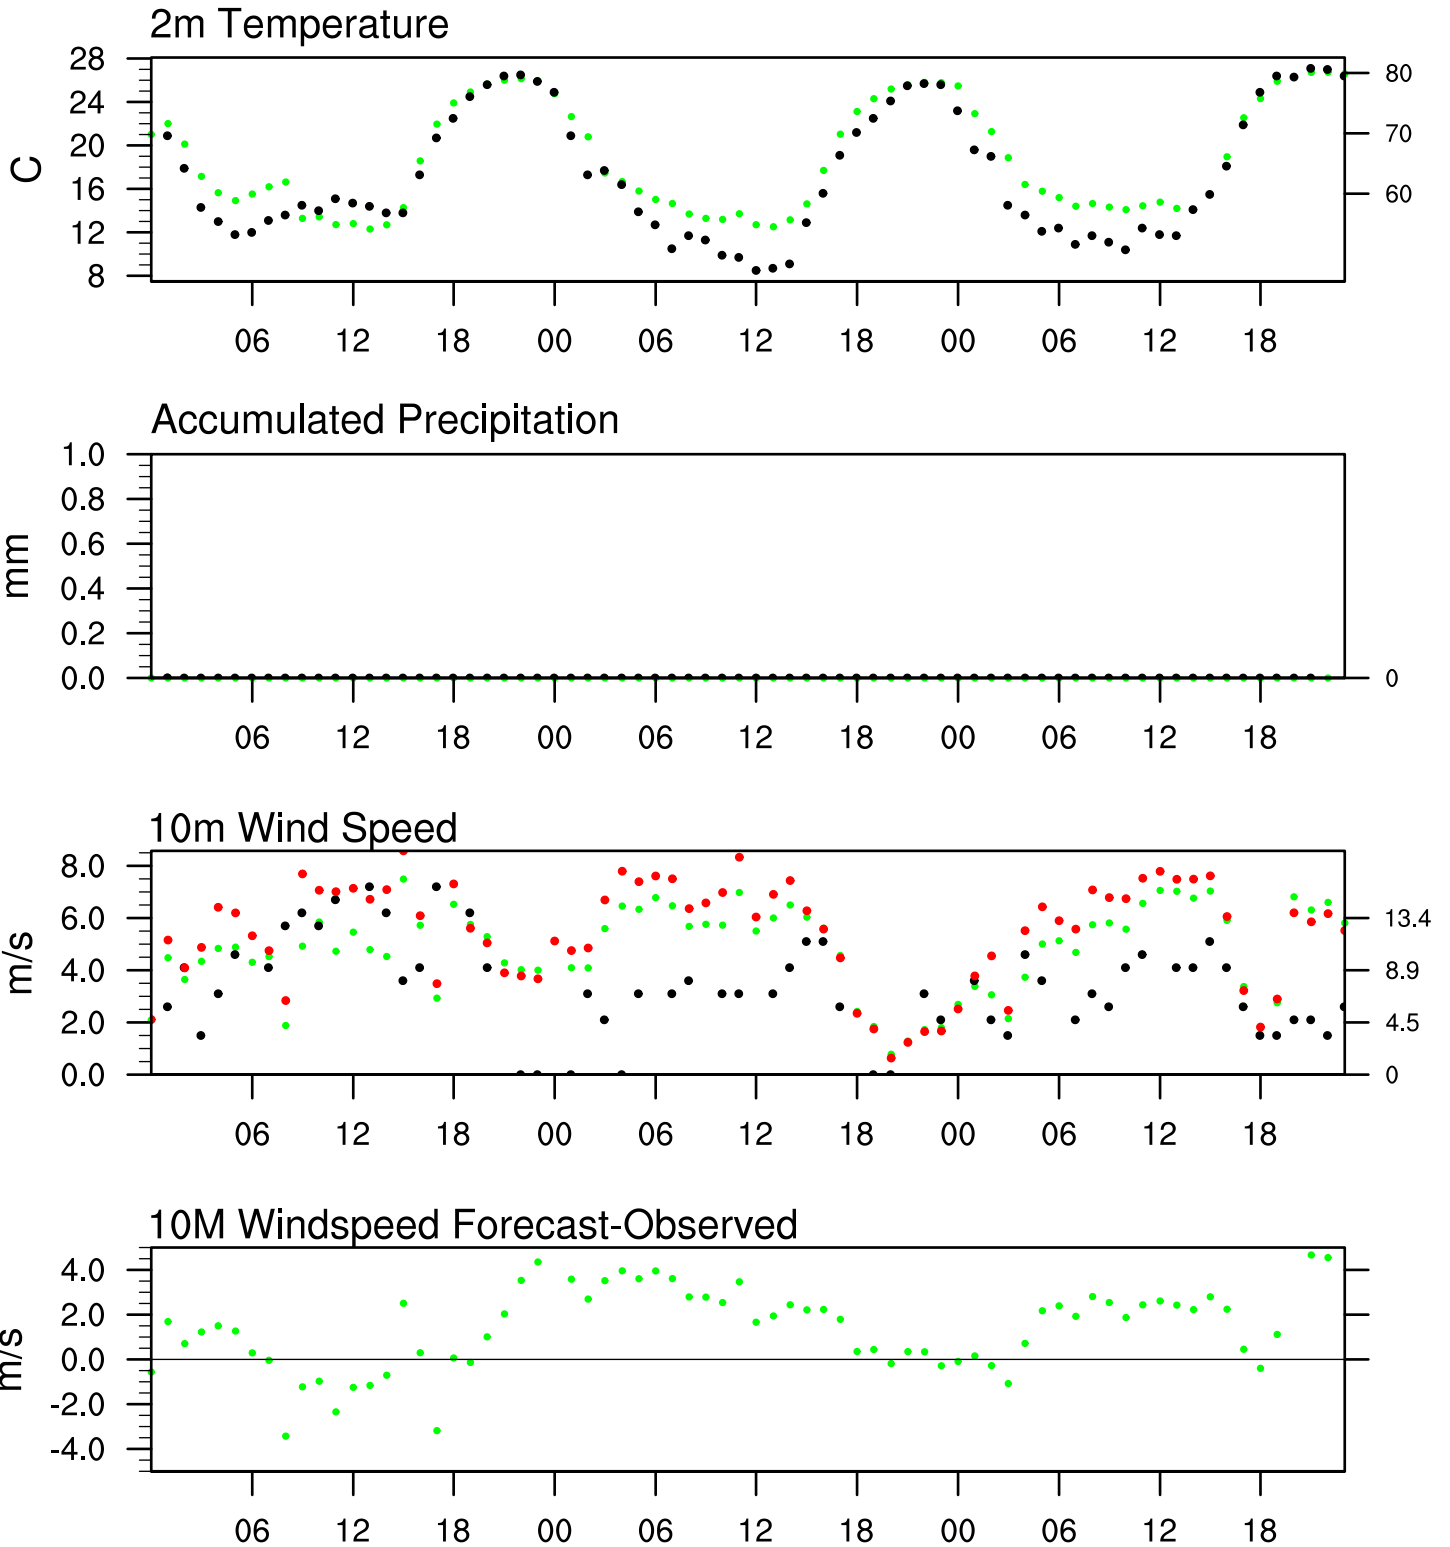 2m Temperature
28
24
20
16
12
8
C
80
70
60
06 12 18 00 06 12 18 00 06 12 18
Accumulated Precipitation
1.0
0.8
0.6
0.4
0.2
0.0
mm
0
06 12 18 00 06 12 18 00 06 12 18
10m Wind Speed
8.0
6.0
4.0
2.0
0.0
m/s
13.4
8.9
4.5
0
06 12 18 00 06 12 18 00 06 12 18
10M Windspeed Forecast-Observed
4.0
2.0
0.0
-2.0
-4.0
m/s
06 12 18 00 06 12 18 00 06 12 18